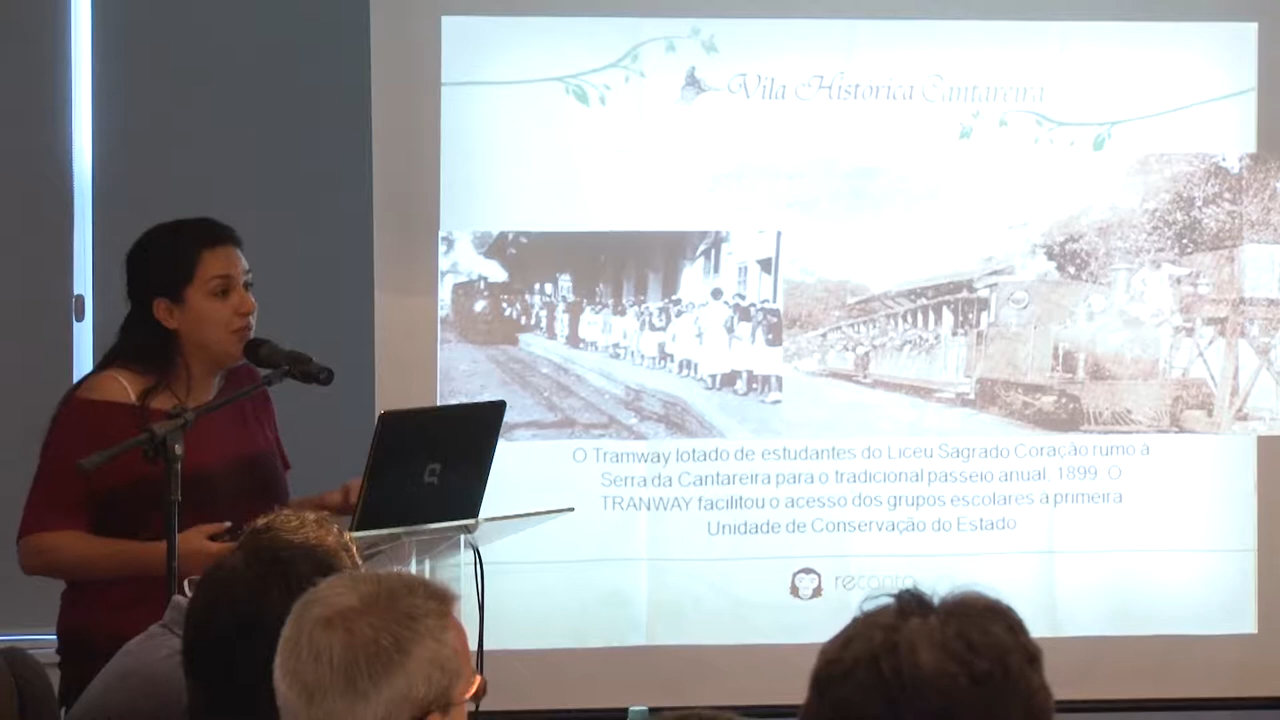 Vila Historica Cantareira
O Tramway lotado de estudantes do Liceu Sagrado Coração rumo à
Serra da Cantareira para o tradicional passeio anual. 1899. O
TRANWAY facilitou o acesso dos grupos escolares à primeira
Unidade de Conservação do Estado
recanto